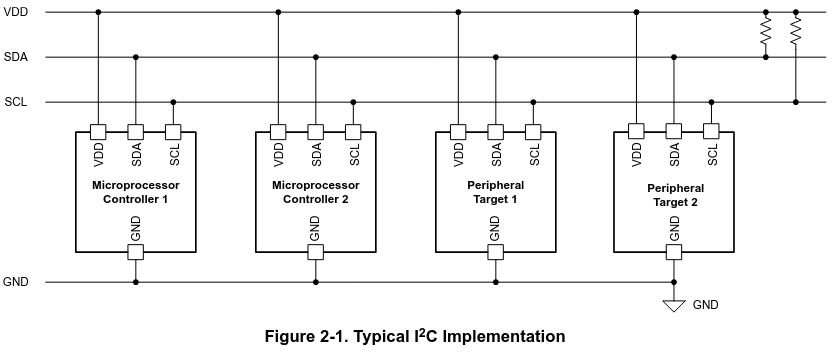 VDD
SDA
SCL
VDD SDA SCL VDD SDA SCL VDD SDA SCL VDD SDA SCL
Microprocessor
Controller 1
Microprocessor
Controller 2
Peripheral
Target 1
Peripheral
Target 2
GND GND GND GND
GND
GND
Figure 2-1. Typical I²C Implementation